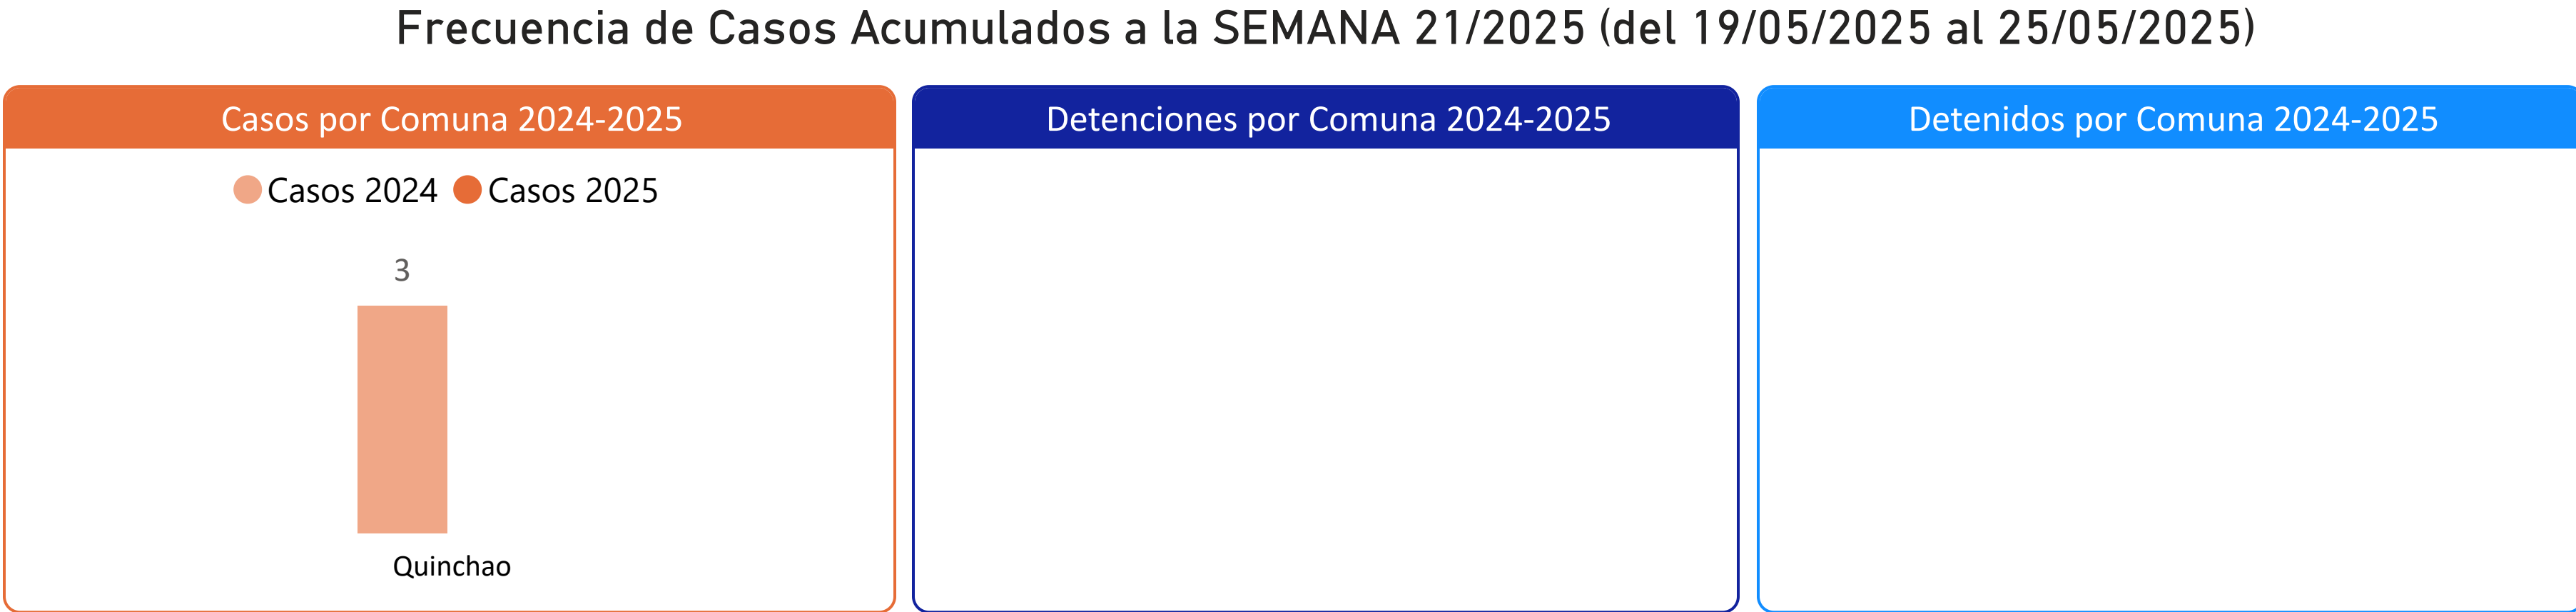 Frecuencia de Casos Acumulados a la SEMANA 21/2025 (del 19/05/2025 al 25/05/2025)
Casos por Comuna 2024-2025
Casos 2024 Casos 2025
3
Quinchao
Detenciones por Comuna 2024-2025
Detenidos por Comuna 2024-2025